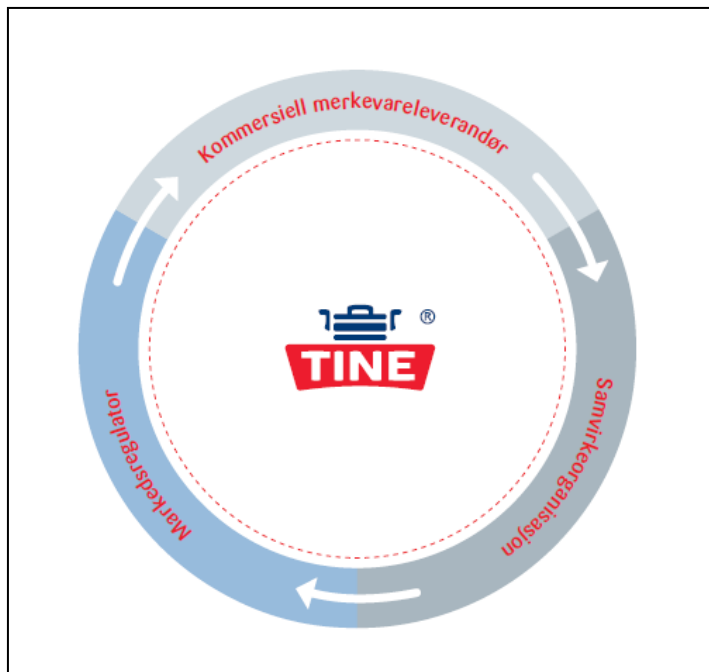 Kommersiell merkevareleverandør
®
TINE
Samvirkeorganisasjon
Markedsregulator